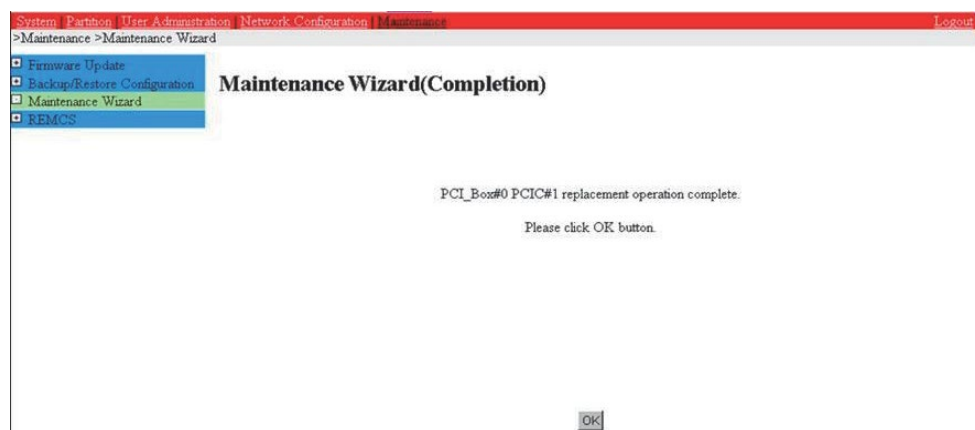 System | Partition | User Administration | Network Configuration | Maintenance Logout
>Maintenance >Maintenance Wizard
Firmware Update
Backup/Restore Configuration
Maintenance Wizard
REMCS
Maintenance Wizard(Completion)
PCI_Box#0 PCIC#1 replacement operation complete.
Please click OK button.
OK